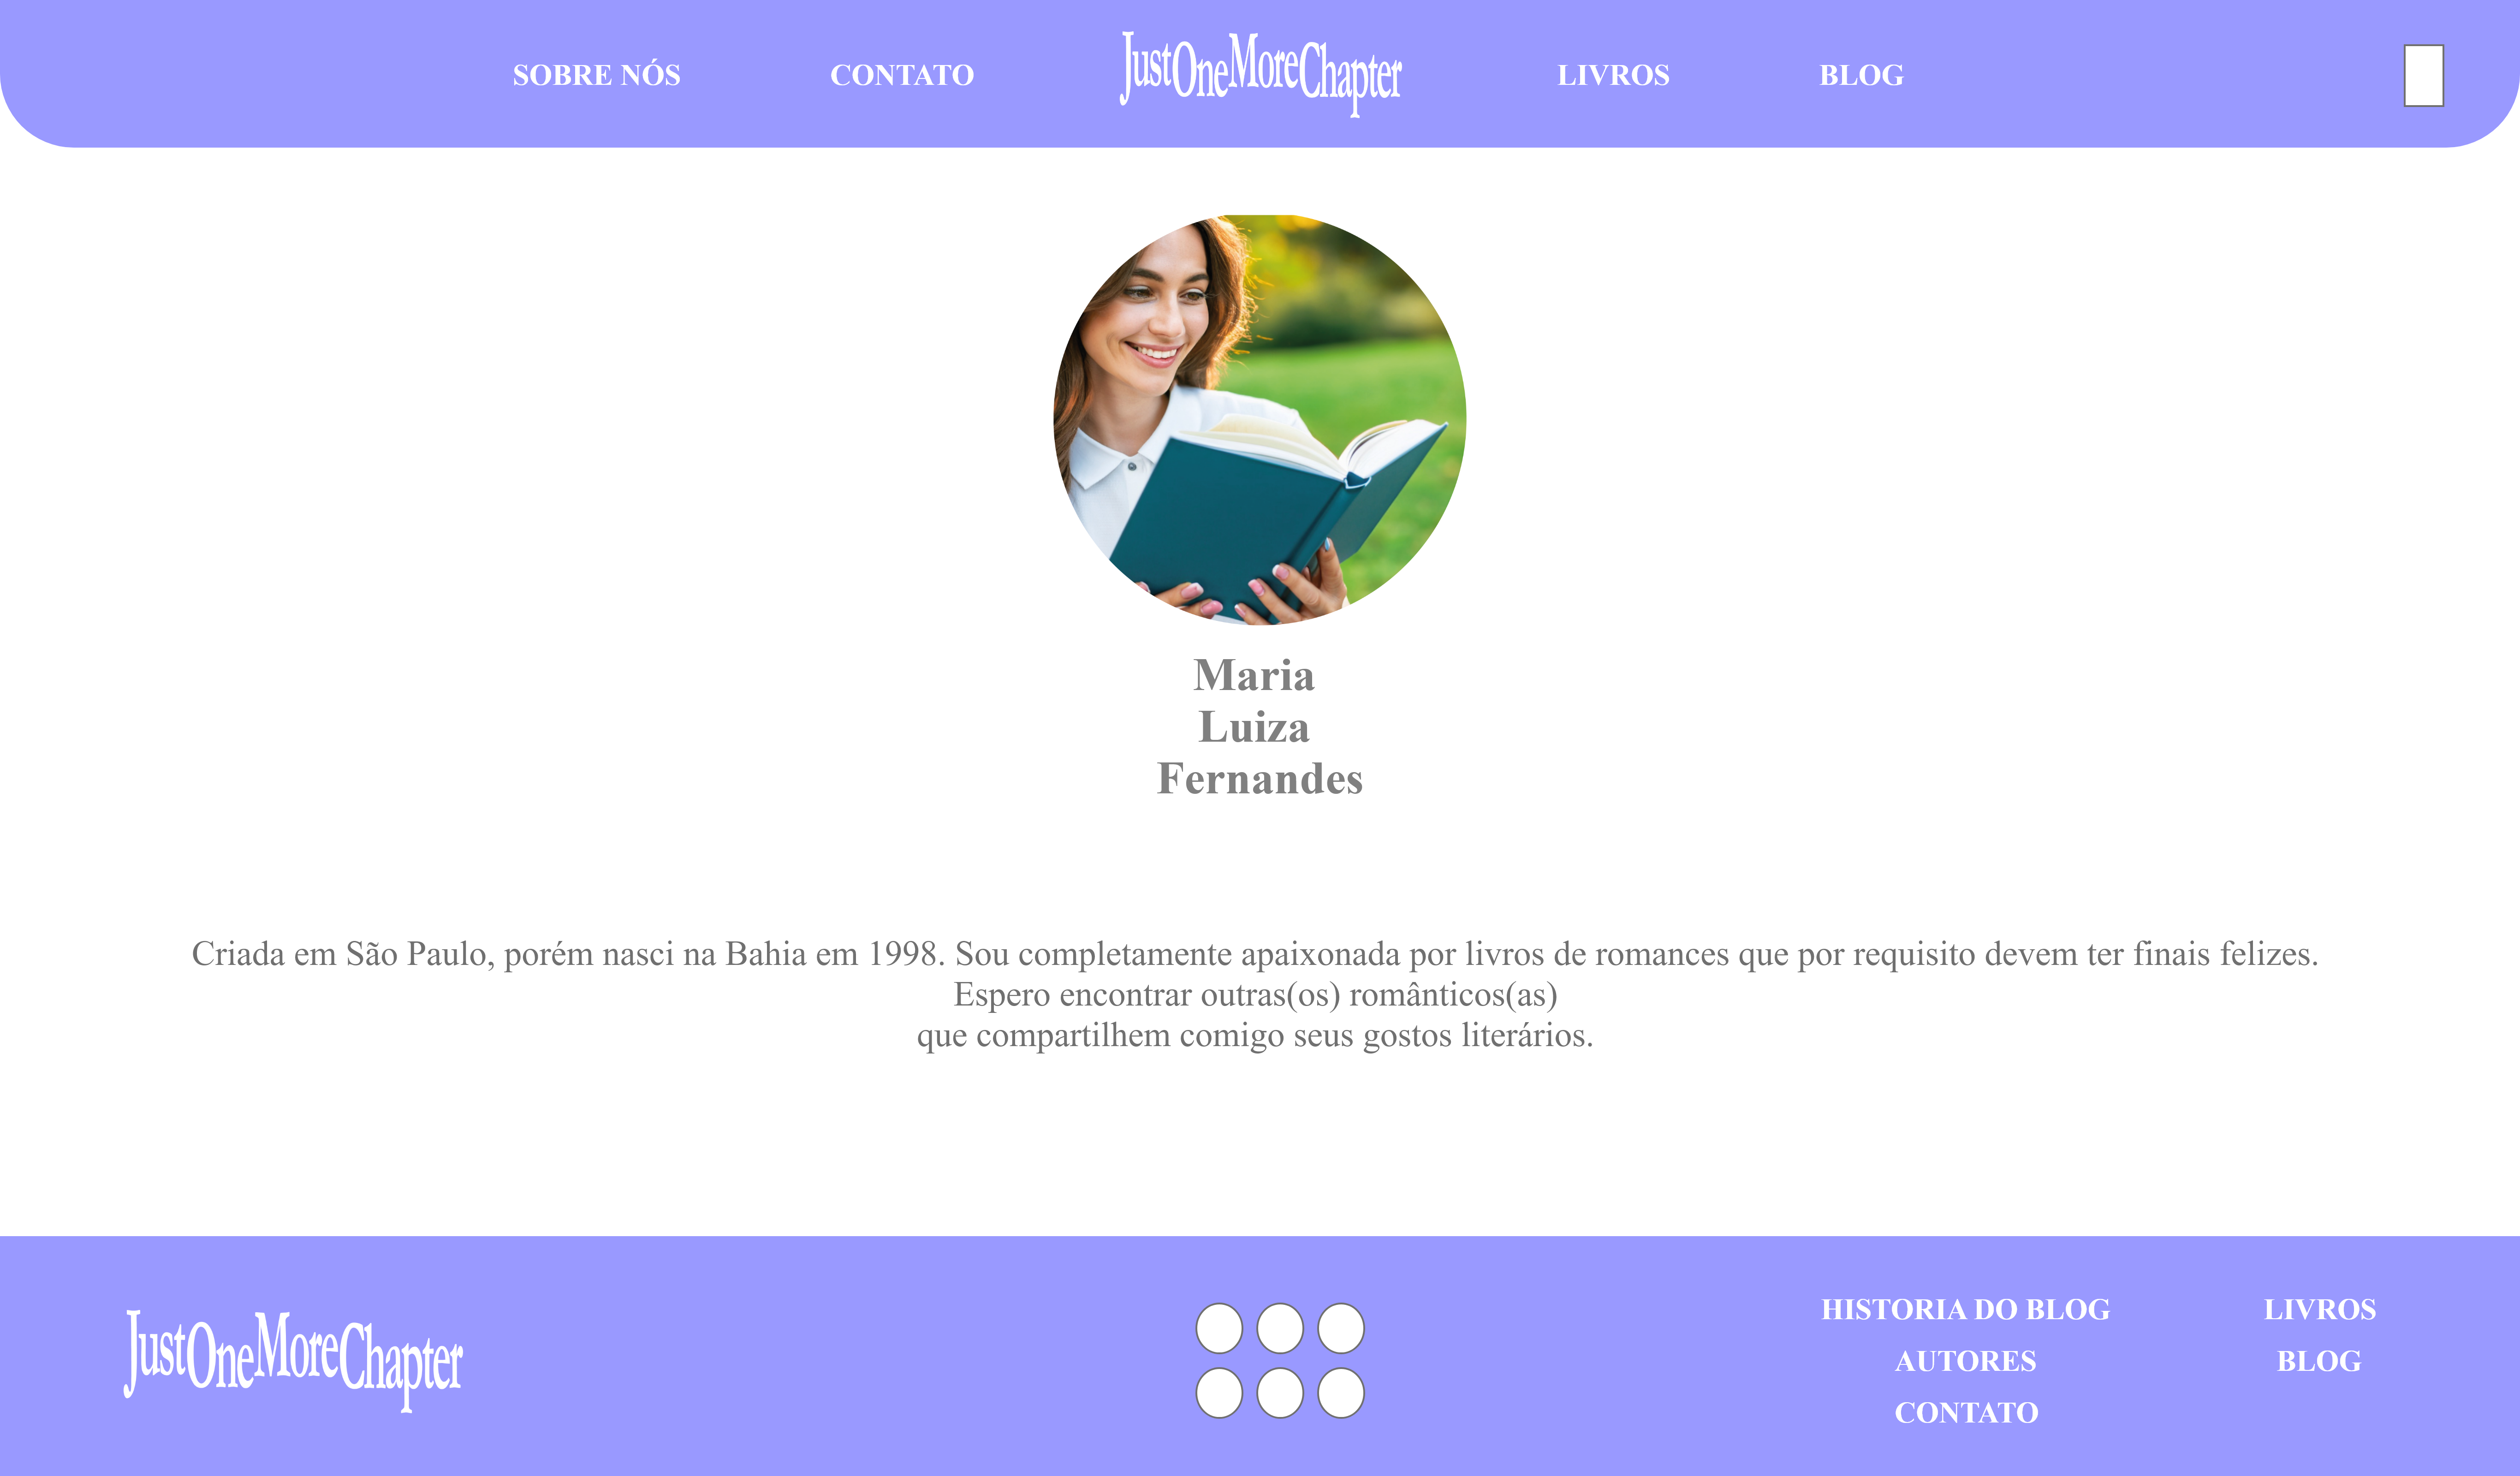 SOBRE NÓS CONTATO JustOneMoreChapter LIVROS BLOG
Maria
Luiza
Fernandes
Criada em São Paulo, porém nasci na Bahia em 1998. Sou completamente apaixonada por livros de romances que por requisito devem ter finais felizes.
Espero encontrar outras(os) românticos(as)
que compartilhem comigo seus gostos literários.
JustOneMoreChapter
HISTORIA DO BLOG
AUTORES
CONTATO
LIVROS
BLOG